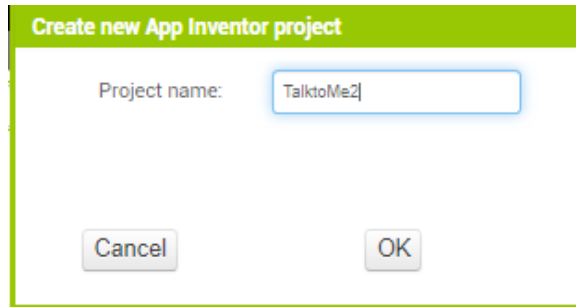 Create new App Inventor project
Project name: TalktoMe2
Cancel OK